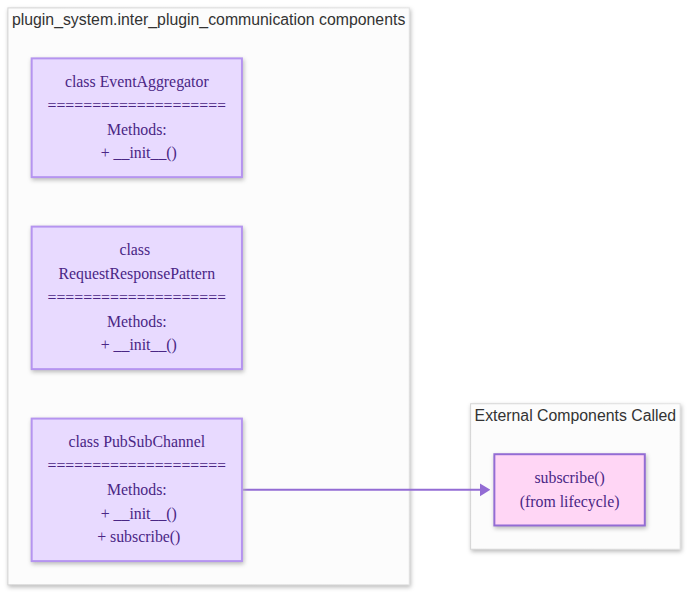 plugin_system.inter_plugin_communication components
class EventAggregator
====================
Methods:
+ __init__()
class
RequestResponsePattern
====================
Methods:
+ __init__()
class PubSubChannel
====================
Methods:
+ __init__()
+ subscribe()
External Components Called
subscribe()
(from lifecycle)